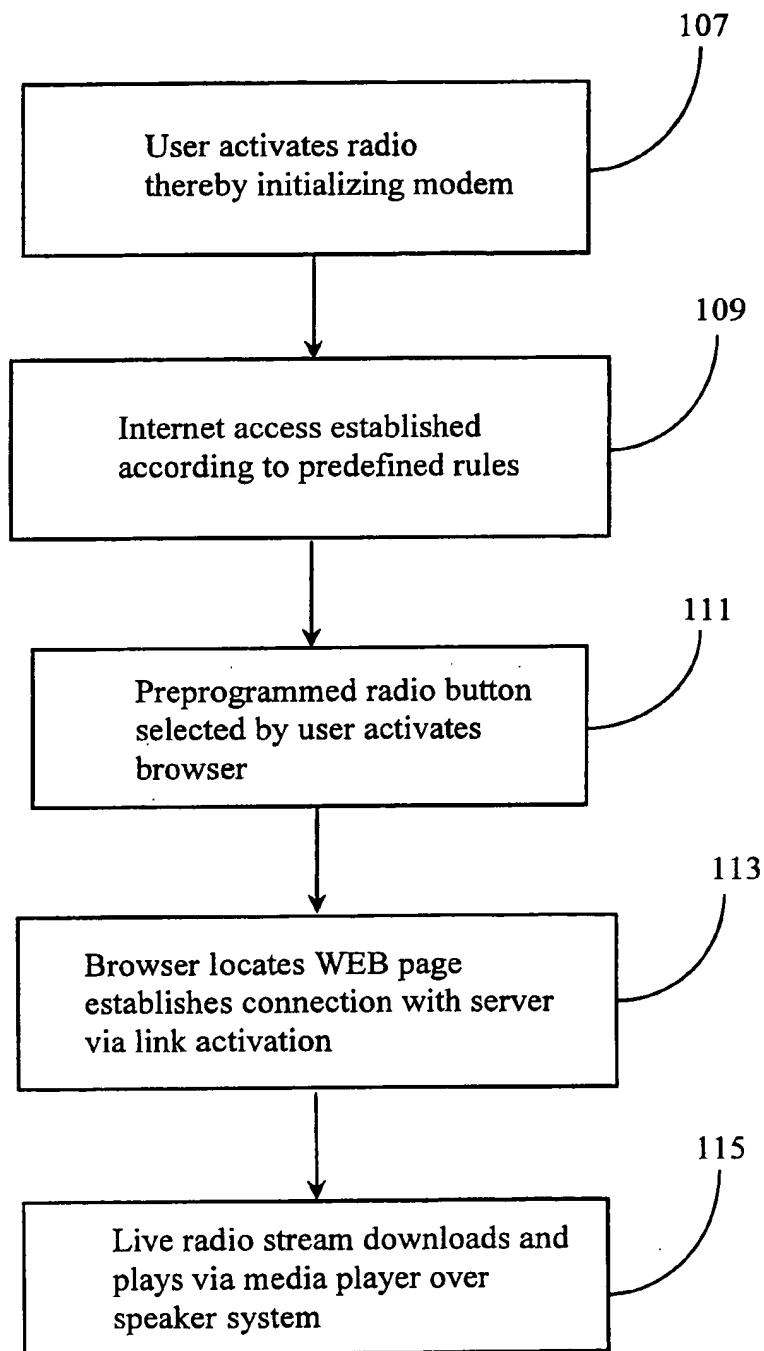 107
User activates radio
thereby initializing modem
109
Internet access established
according to predefined rules
111
Preprogrammed radio button
selected by user activates
browser
113
Browser locates WEB page
establishes connection with server
via link activation
115
Live radio stream downloads and
plays via media player over
speaker system